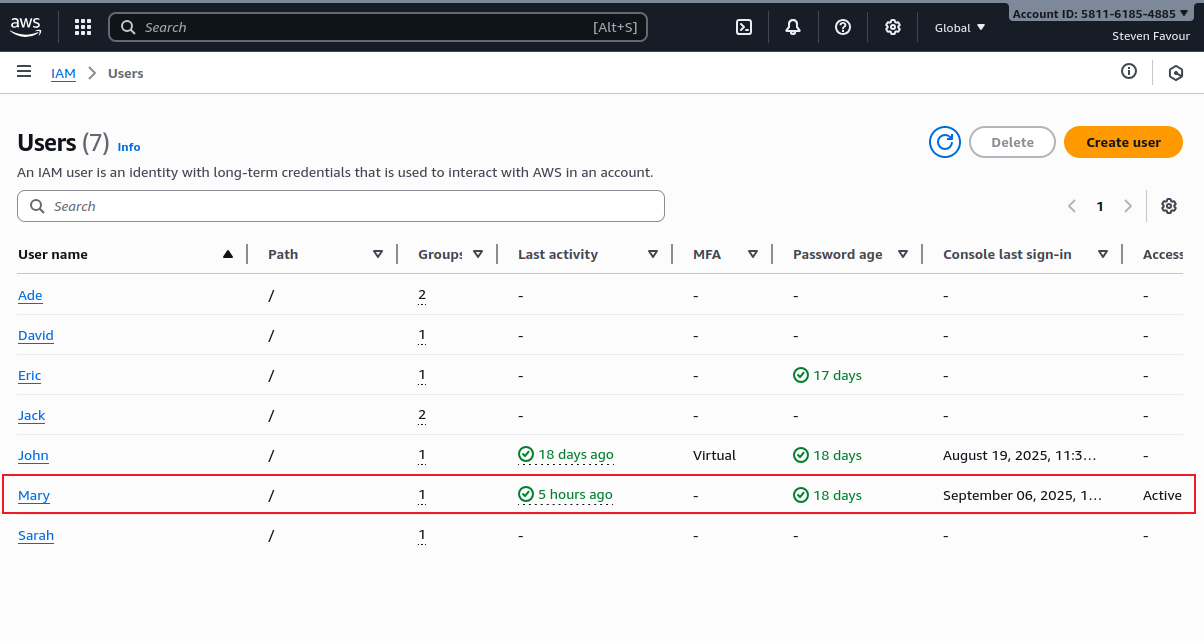 aws Search [Alt+S] Global Account ID: 5811-6185-4885
Steven Favour
IAM Users
Users (7) Info
Delete Create user
An IAM user is an identity with long-term credentials that is used to interact with AWS in an account.
Search 1
User name Path Groups Last activity MFA Password age Console last sign-in Access
Ade / 2 - - - - -
David / 1 - - - - -
Eric / 1 - - 17 days - -
Jack / 2 - - - - -
John / 1 18 days ago Virtual 18 days August 19, 2025, 11:3... -
Mary / 1 5 hours ago - 18 days September 06, 2025, 1... Active
Sarah / 1 - - - - -